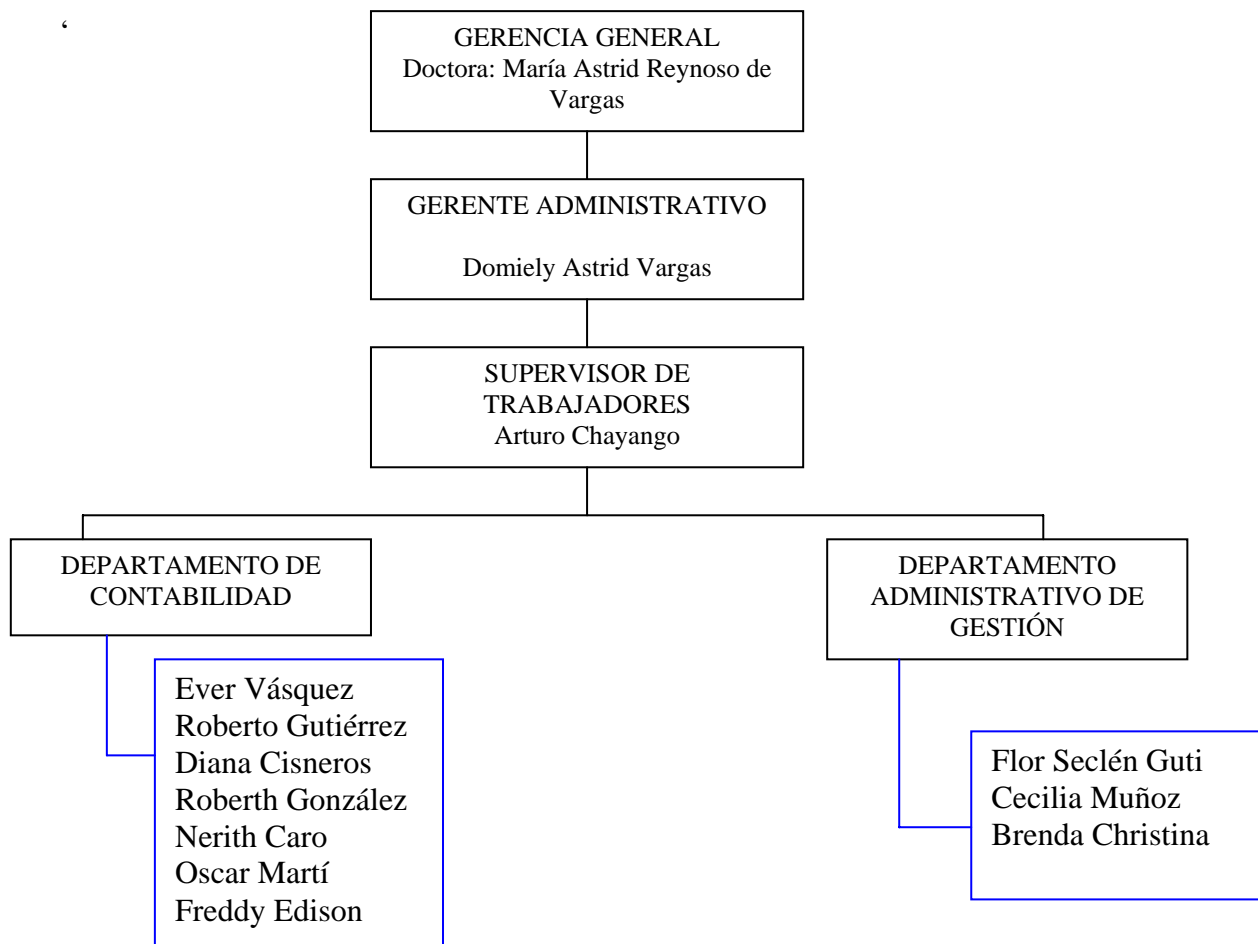 ‘
GERENCIA GENERAL
Doctora: María Astrid Reynoso de
Vargas
GERENTE ADMINISTRATIVO
Domiely Astrid Vargas
SUPERVISOR DE
TRABAJADORES
Arturo Chayango
DEPARTAMENTO DE
CONTABILIDAD
Ever Vásquez
Roberto Gutiérrez
Diana Cisneros
Roberth González
Nerith Caro
Oscar Martí
Freddy Edison
DEPARTAMENTO
ADMINISTRATIVO DE
GESTIÓN
Flor Seclén Guti
Cecilia Muñoz
Brenda Christina